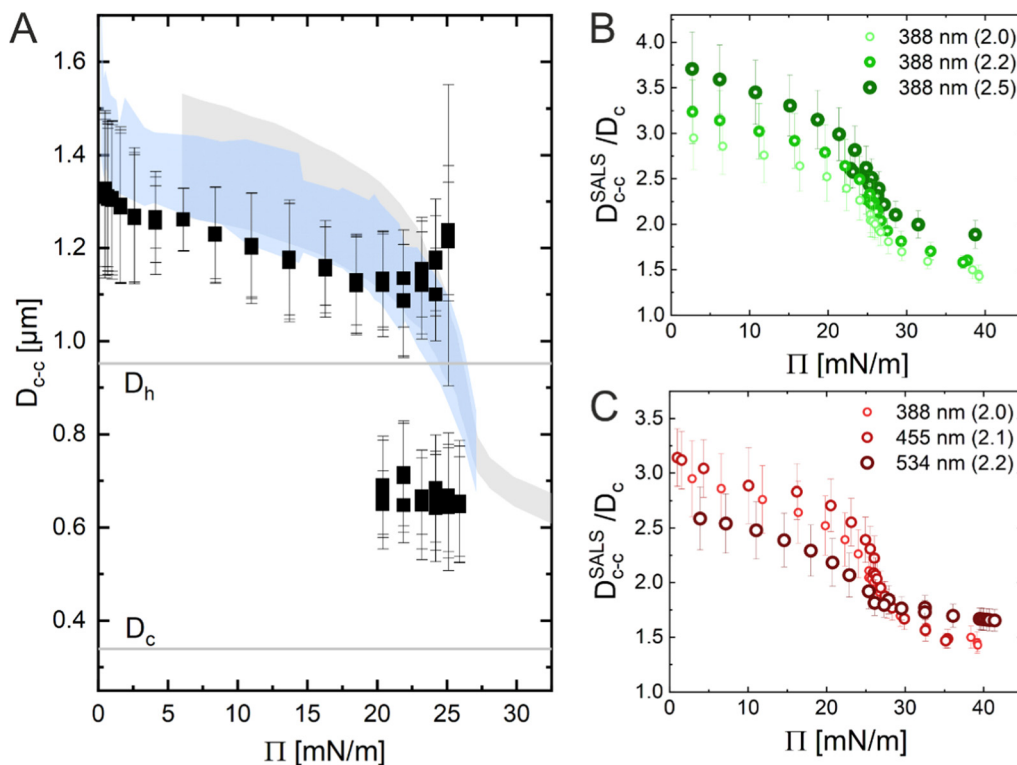 A
1.6
1.4
1.2
1.0
0.8
0.6
0.4
D_c-c [µm]
D_h
D_c
0 5 10 15 20 25 30
Π [mN/m]
B
4.0
3.5
3.0
2.5
2.0
1.5
1.0
D_c-c^SALS/D_c
388 nm (2.0)
388 nm (2.2)
388 nm (2.5)
0 10 20 30 40
Π [mN/m]
C
3.5
3.0
2.5
2.0
1.5
1.0
D_c-c^SALS/D_c
388 nm (2.0)
455 nm (2.1)
534 nm (2.2)
0 10 20 30 40
Π [mN/m]